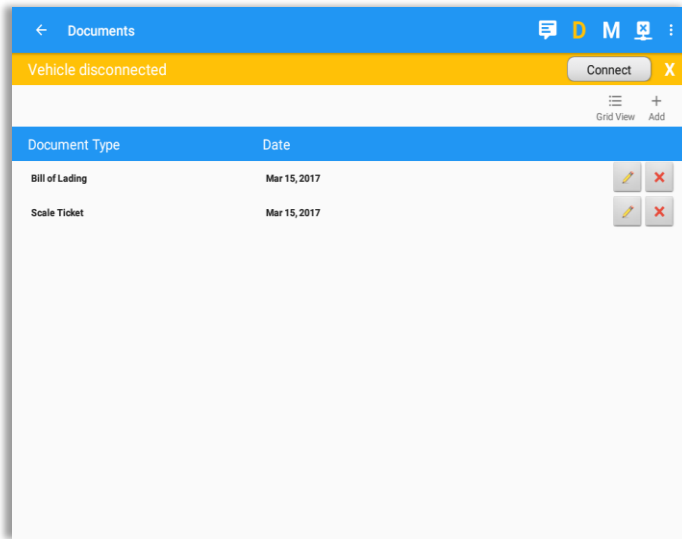 Documents D M
Vehicle disconnected Connect X
Grid View Add
Document Type Date
Bill of Lading Mar 15, 2017
Scale Ticket Mar 15, 2017